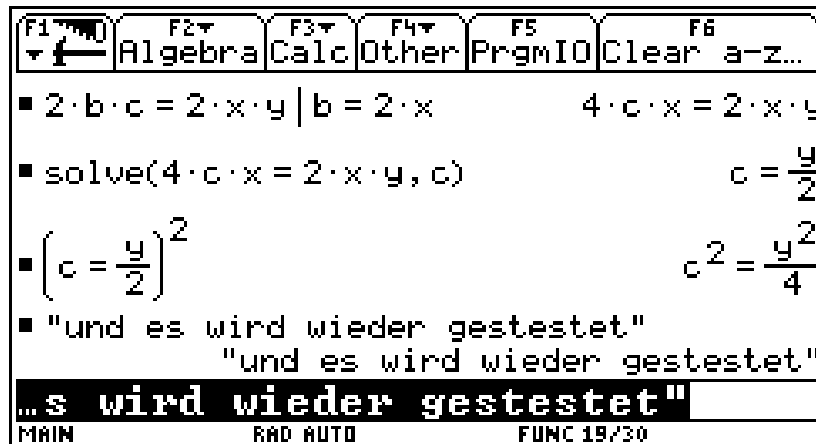 F1▾ F2▾ F3▾ F4▾ F5 F6
Algebra Calc Other PrgmIO Clear a-z…
▪ 2·b·c = 2·x·y | b = 2·x 4·c·x = 2·x·y
▪ solve(4·c·x = 2·x·y, c) c = y/2
▪ (c = y/2)² c² = y²/4
▪ "und es wird wieder gestestet"
"und es wird wieder gestestet"
…s wird wieder gestestet"
MAIN RAD AUTO FUNC 19/30